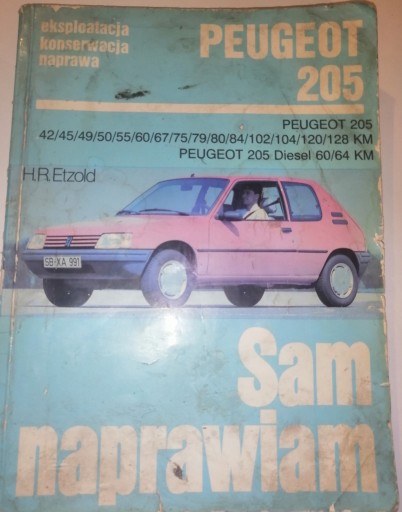 eksploatacja
konserwacja
naprawa
PEUGEOT
205
PEUGEOT 205
42/45/49/50/55/60/67/75/79/80/84/102/104/120/128 KM
PEUGEOT 205 Diesel 60/64 KM
H.R.Etzold
SB-XA 991
Sam
naprawiam